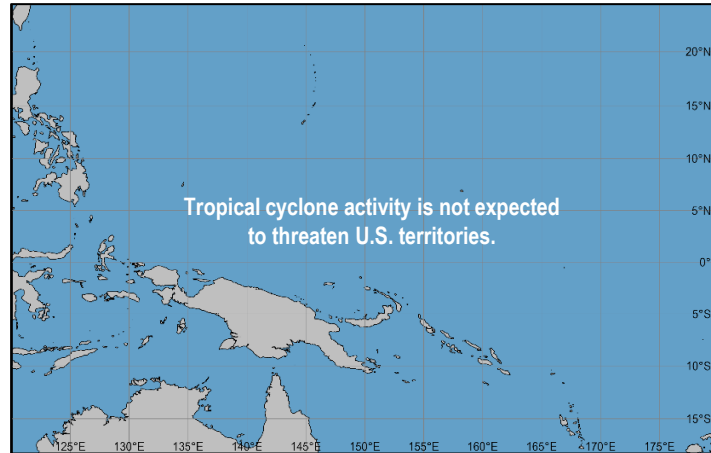 20°N
15°N
10°N
5°N
Tropical cyclone activity is not expected
to threaten U.S. territories.
0°
5°S
10°S
15°S
125°E 130°E 135°E 140°E 145°E 150°E 155°E 160°E 165°E 170°E 175°E